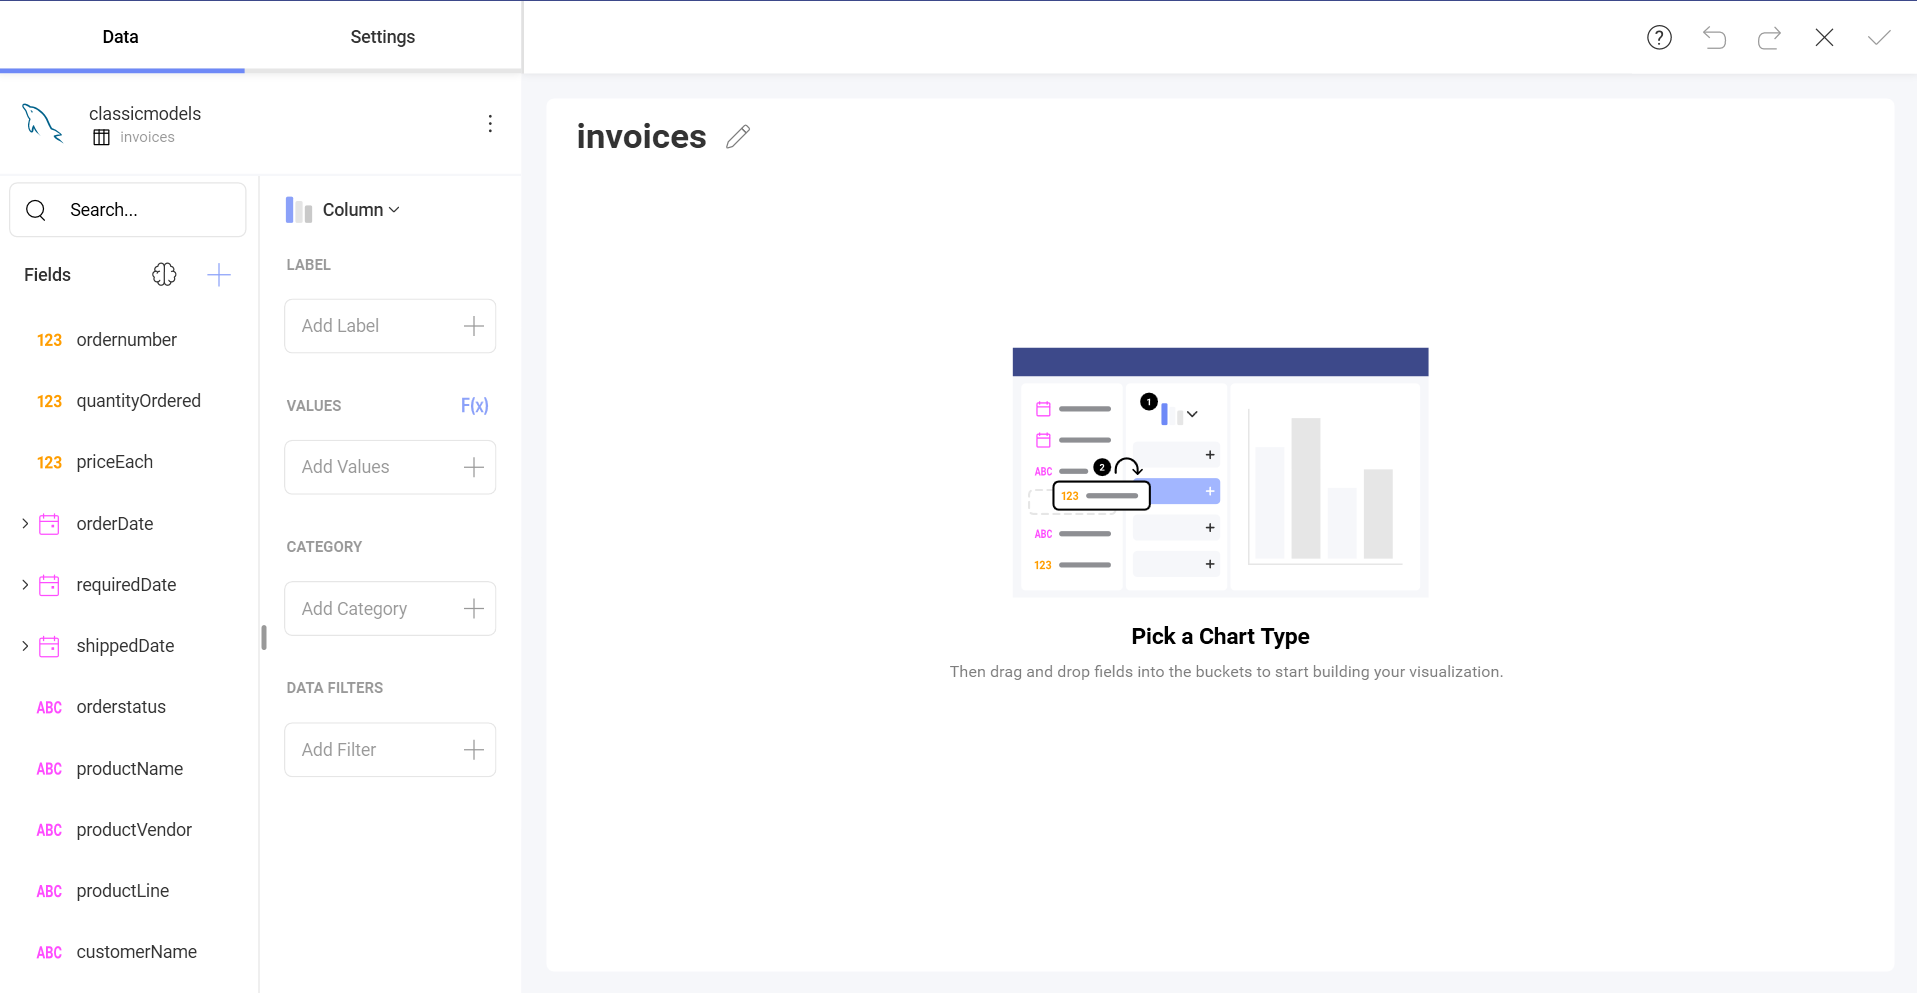 Data
Settings
classicmodels
invoices
Search...
Fields
123 ordernumber
123 quantityOrdered
123 priceEach
orderDate
requiredDate
shippedDate
ABC orderstatus
ABC productName
ABC productVendor
ABC productLine
ABC customerName
Column
LABEL
Add Label
VALUES F(x)
Add Values
CATEGORY
Add Category
DATA FILTERS
Add Filter
?
invoices
1
ABC
2
123
ABC
123
Pick a Chart Type
Then drag and drop fields into the buckets to start building your visualization.